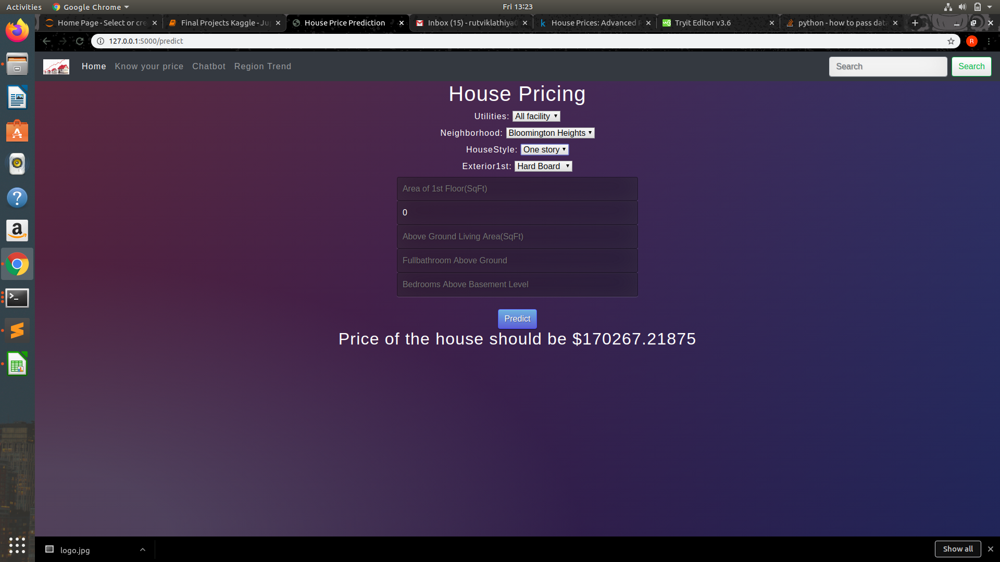 Activities Google Chrome Fri 13:23
Home Page - Select or cre Final Projects Kaggle - Ju House Price Prediction Inbox (15) - rutviklathiya House Prices: Advanced Tryit Editor v3.6 python - how to pass dat
127.0.0.1:5000/predict R
Home Know your price Chatbot Region Trend Search Search
House Pricing
Utilities: All facility
Neighborhood: Bloomington Heights
HouseStyle: One story
Exterior1st: Hard Board
Area of 1st Floor(SqFt)
0
Above Ground Living Area(SqFt)
Fullbathroom Above Ground
Bedrooms Above Basement Level
Predict
Price of the house should be $170267.21875
logo.jpg Show all